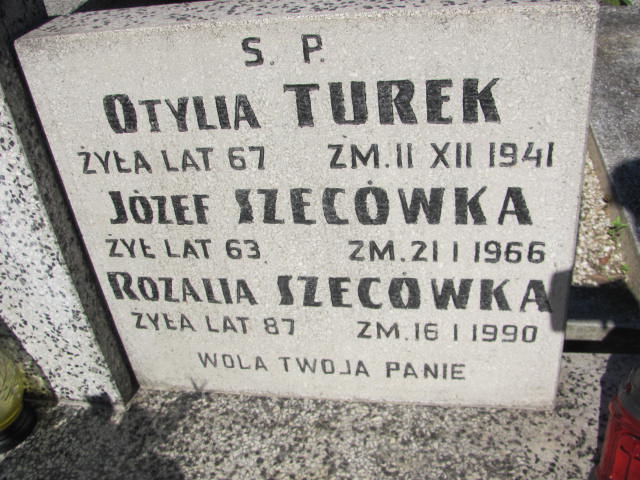 S. P.
OTYLIA TUREK
ŻYŁA LAT 67 ZM. 11 XII 1941
JÓZEF SZECÓWKA
ŻYŁ LAT 63 ZM. 21 I 1966
ROZALIA SZECÓWKA
ŻYŁA LAT 87 ZM. 16 I 1990
WOLA TWOJA PANIE